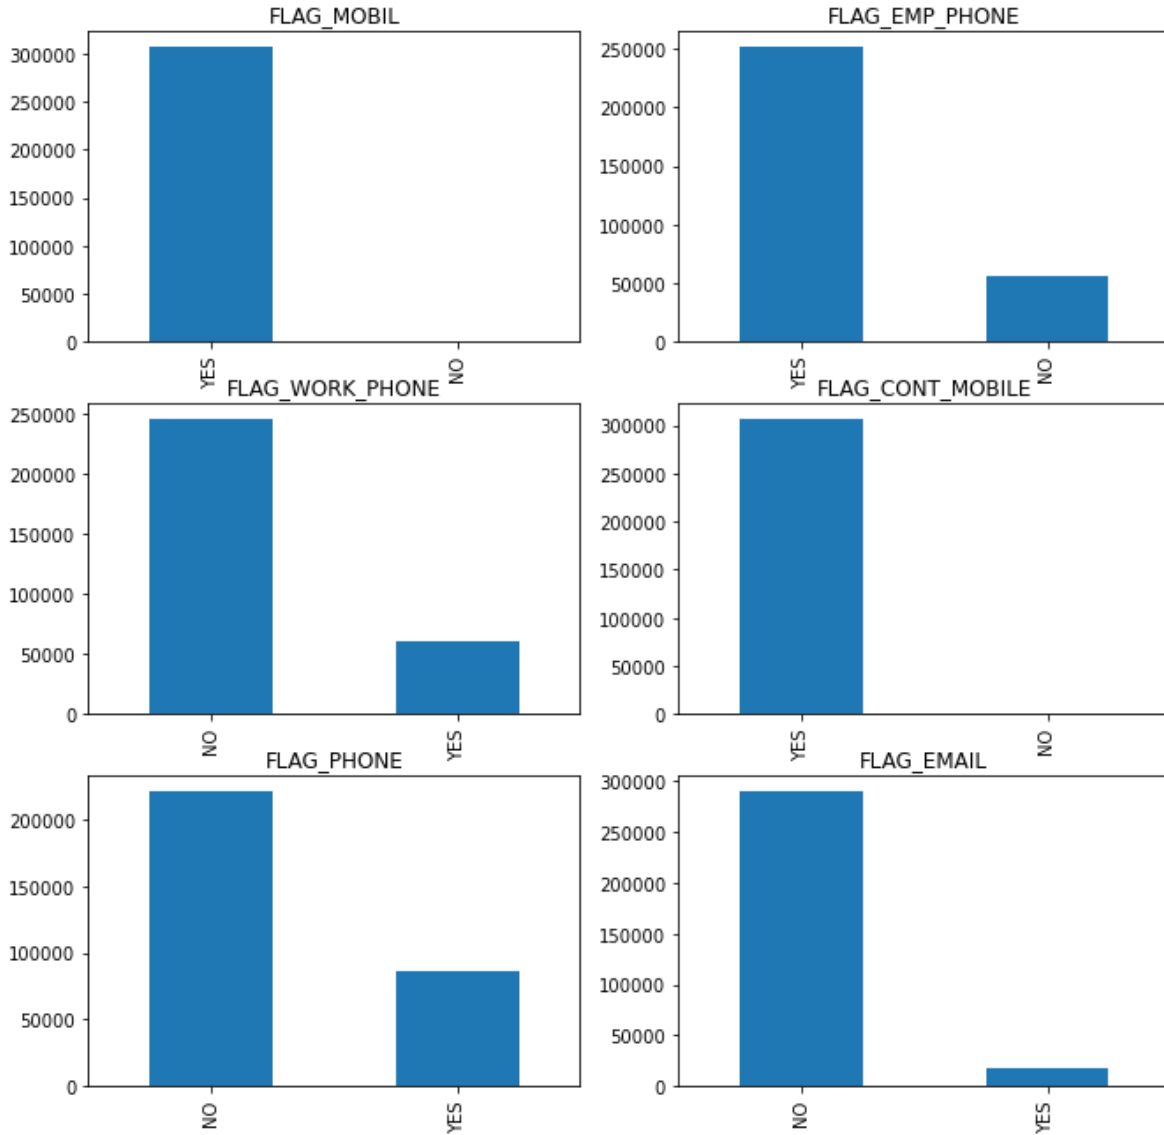 FLAG_MOBIL
300000
250000
200000
150000
100000
50000
0
YES
NO
FLAG_EMP_PHONE
250000
200000
150000
100000
50000
0
YES
NO
FLAG_WORK_PHONE
250000
200000
150000
100000
50000
0
NO
YES
FLAG_CONT_MOBILE
300000
250000
200000
150000
100000
50000
0
YES
NO
FLAG_PHONE
200000
150000
100000
50000
0
NO
YES
FLAG_EMAIL
300000
250000
200000
150000
100000
50000
0
NO
YES